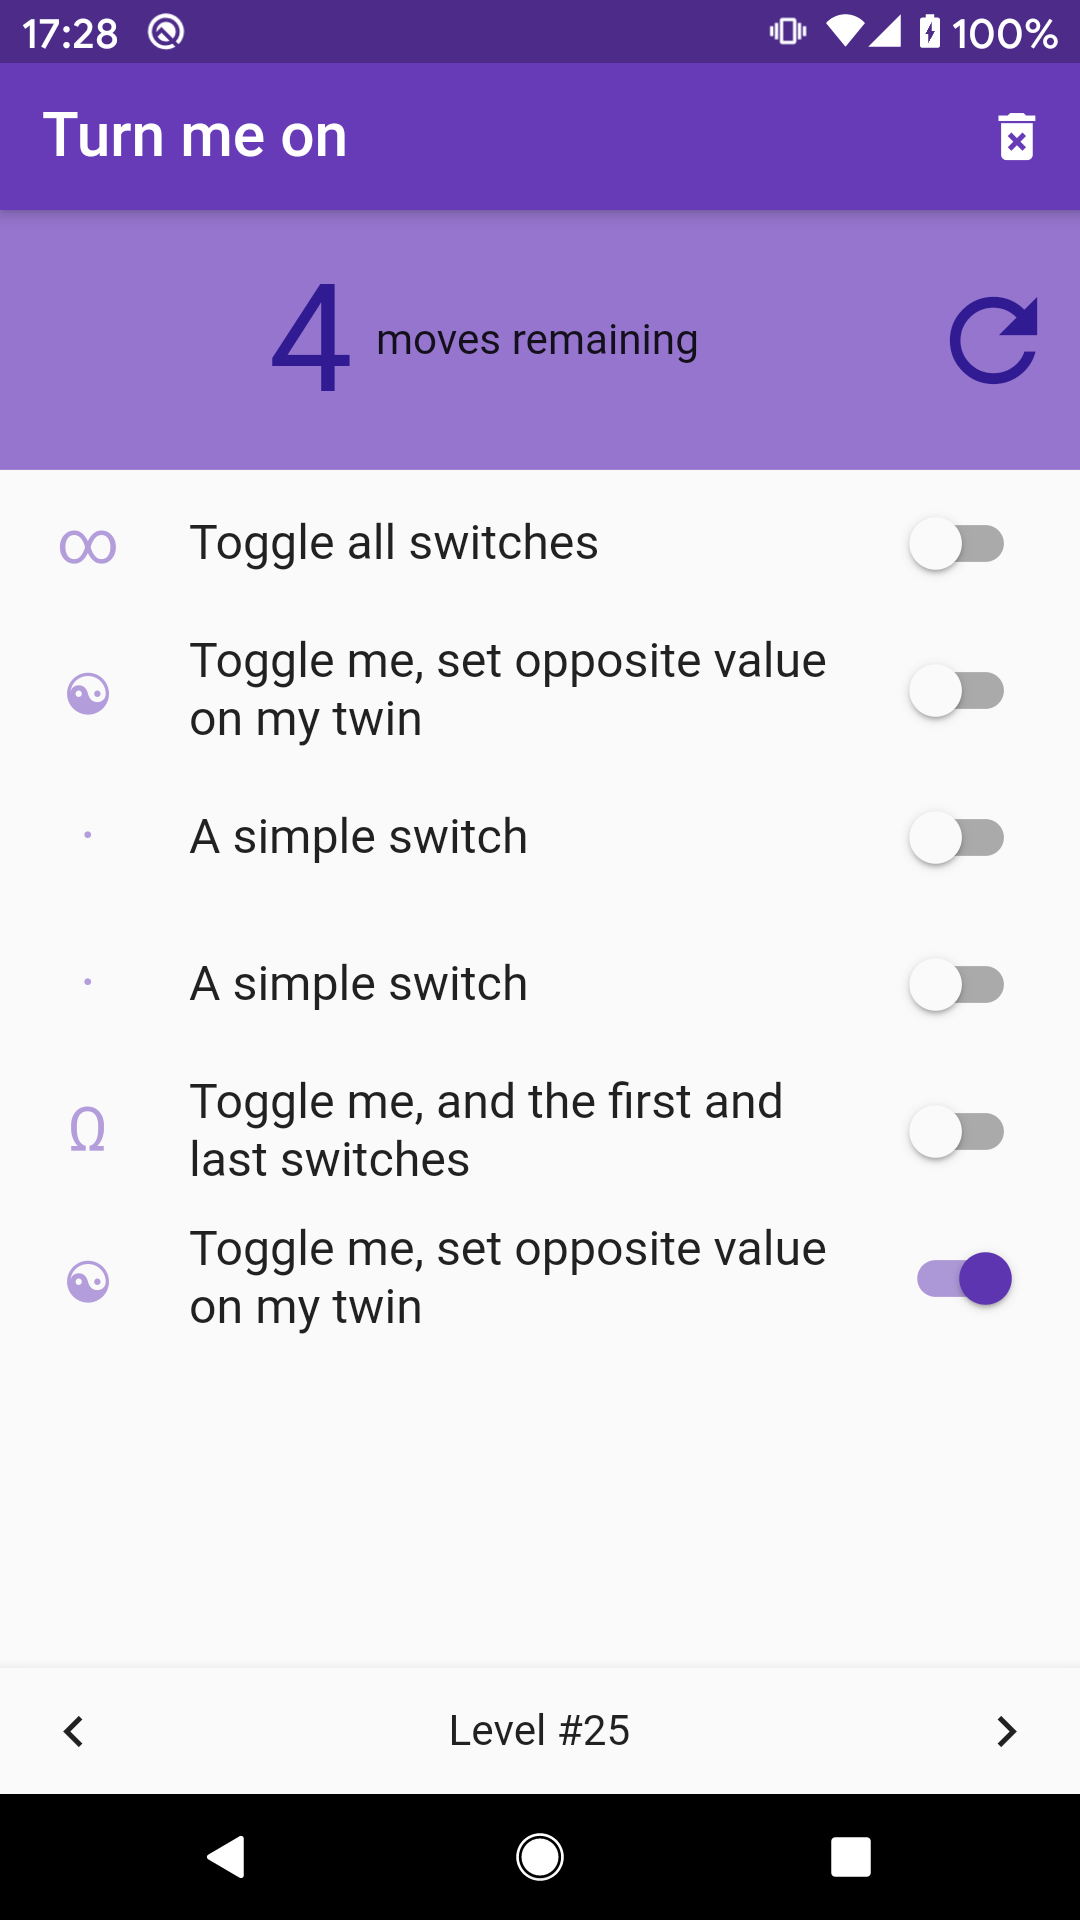 17:28
100%
Turn me on
4 moves remaining
∞ Toggle all switches
☯ Toggle me, set opposite value
on my twin
· A simple switch
· A simple switch
Ω Toggle me, and the first and
last switches
☯ Toggle me, set opposite value
on my twin
Level #25